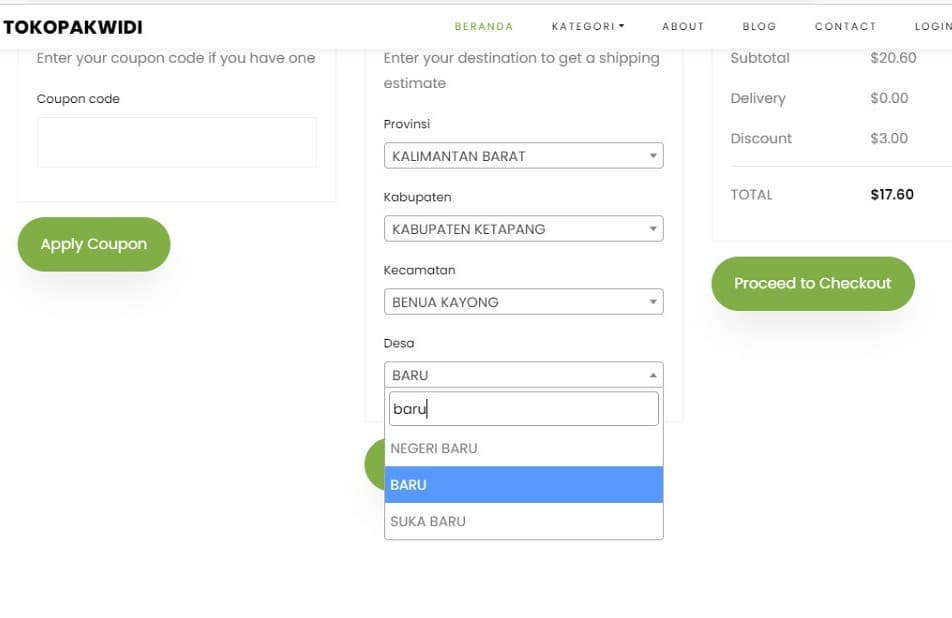 TOKOPAKWIDI
BERANDA KATEGORI ABOUT BLOG CONTACT LOGIN
Enter your coupon code if you have one
Coupon code
Apply Coupon
Enter your destination to get a shipping
estimate
Provinsi
KALIMANTAN BARAT
Kabupaten
KABUPATEN KETAPANG
Kecamatan
BENUA KAYONG
Desa
BARU
baru
NEGERI BARU
BARU
SUKA BARU
Subtotal $20.60
Delivery $0.00
Discount $3.00
TOTAL $17.60
Proceed to Checkout